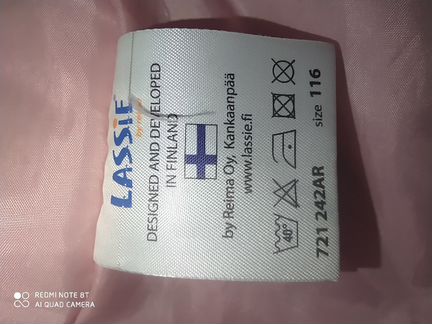 LASSIE
by reima
DESIGNED AND DEVELOPED
IN FINLAND
by Reima Oy, Kankaanpää
www.lassie.fi
40°
size 116
721 242AR
REDMI NOTE 8T
AI QUAD CAMERA